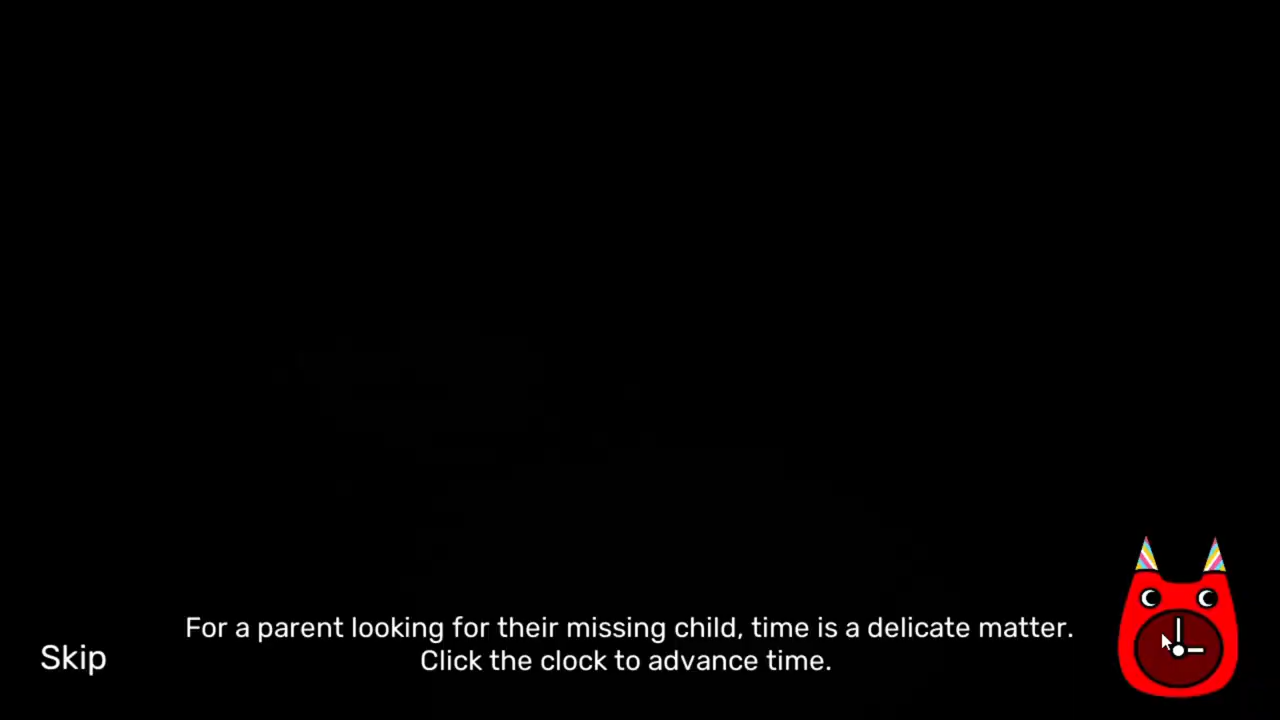 For a parent looking for their missing child, time is a delicate matter.
Click the clock to advance time.
Skip